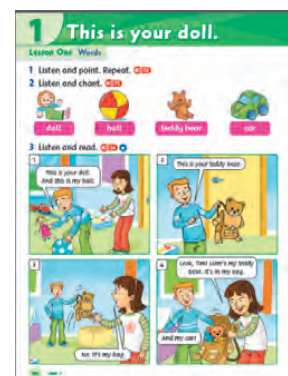 1 This is your doll.
Lesson One Words
1 Listen and point. Repeat.
2 Listen and chant.
doll
ball
teddy bear
car
3 Listen and read.
1
This is your doll.
And this is my ball.
2
This is your teddy bear.
3
No. It's my bag.
4
Look, Tim! Here's my teddy
bear. It's in my bag.
And my car!